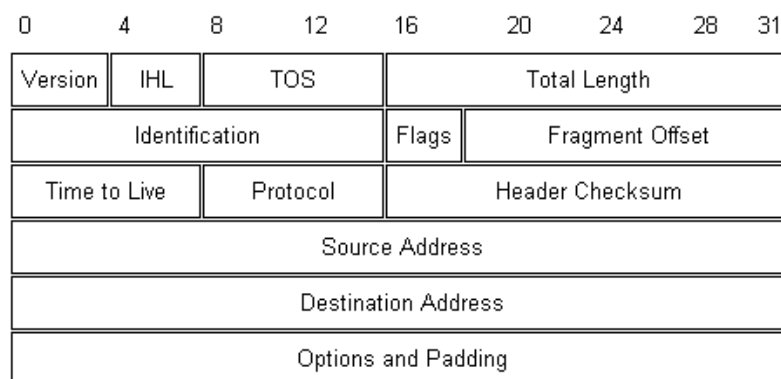 0 4 8 12 16 20 24 28 31
Version IHL TOS Total Length
Identification Flags Fragment Offset
Time to Live Protocol Header Checksum
Source Address
Destination Address
Options and Padding